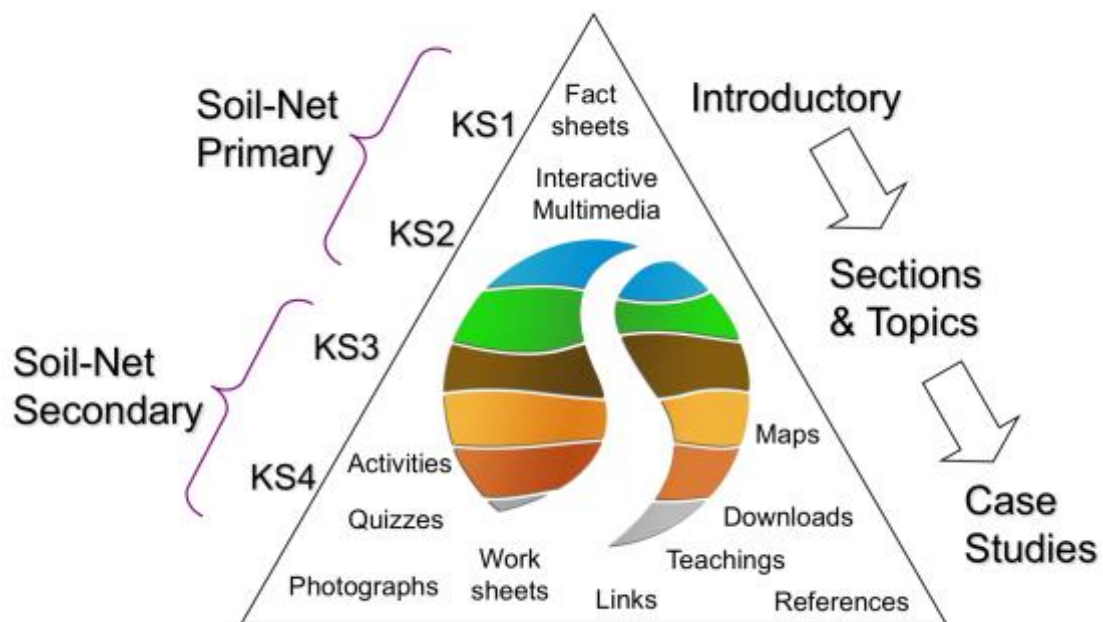 Soil-Net
Primary
KS1
Fact
sheets
Introductory
Interactive
Multimedia
KS2
Sections
& Topics
Soil-Net
Secondary
KS3
KS4
Activities
Maps
Quizzes
Downloads
Case
Studies
Photographs
Work
sheets
Teachings
Links
References